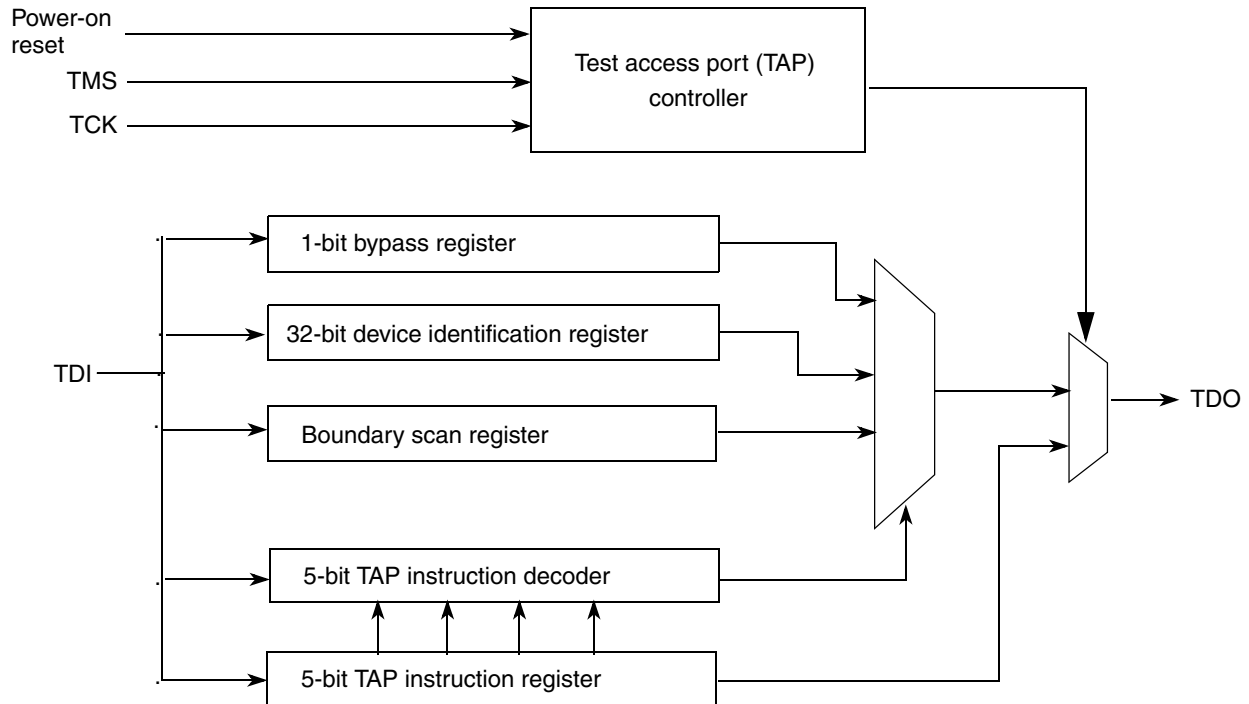 Power-on
reset
TMS
TCK
Test access port (TAP)
controller
1-bit bypass register
32-bit device identification register
TDI
Boundary scan register
TDO
5-bit TAP instruction decoder
5-bit TAP instruction register